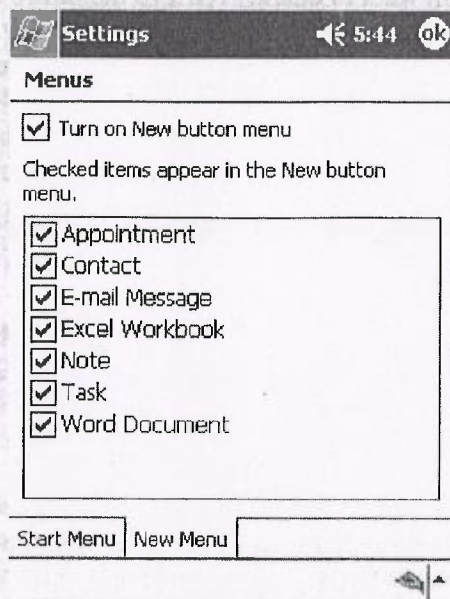 Settings 5:44 ok
Menus
Turn on New button menu
Checked items appear in the New button
menu.
Appointment
Contact
E-mail Message
Excel Workbook
Note
Task
Word Document
Start Menu New Menu